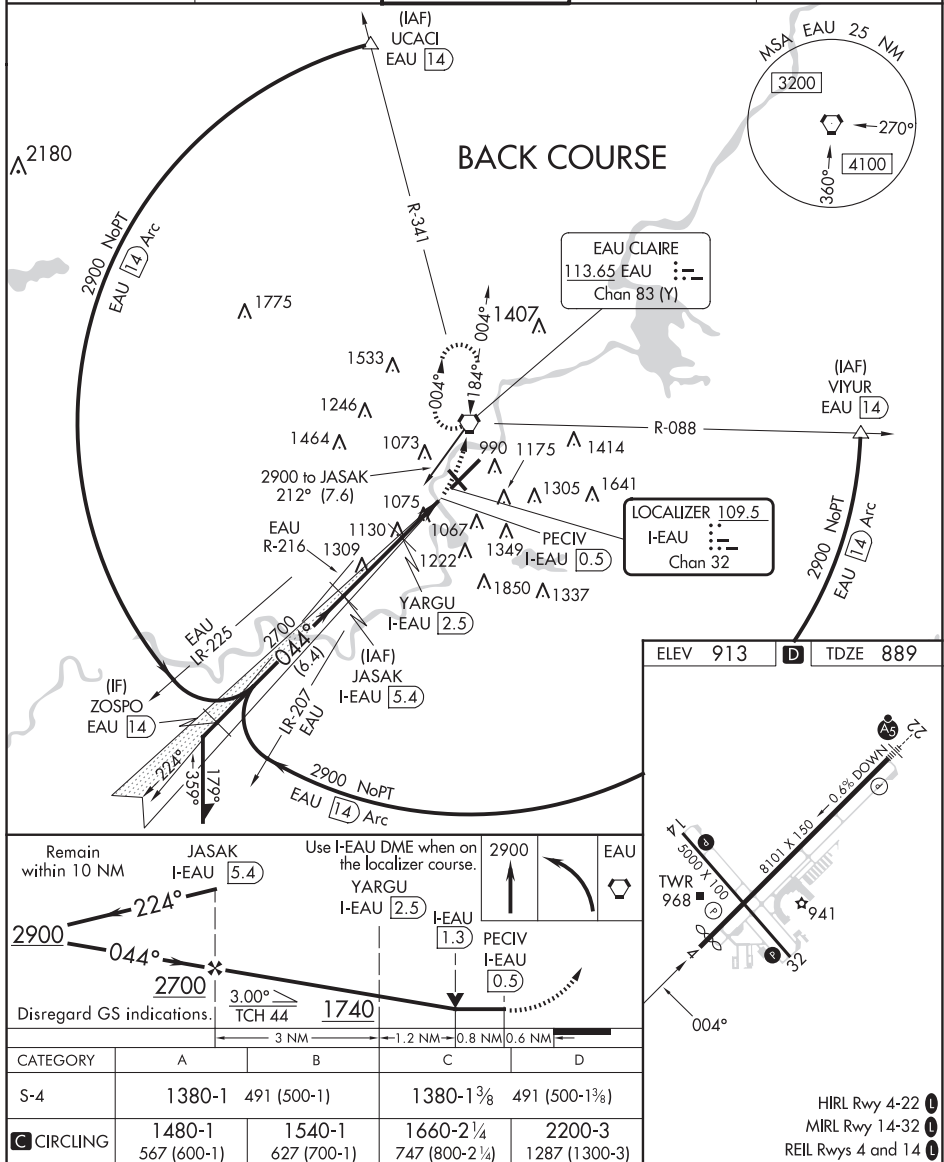 (IAF)
UCACI
EAU 14
MSA EAU 25 NM
3200
270°
4100
360°
2180
BACK COURSE
2900 NoPT
EAU 14 Arc
R-341
EAU CLAIRE
113.65 EAU
Chan 83 (Y)
1775
004°
1407
1533
004°
184°
(IAF)
VIYUR
EAU 14
1246
1464
1073
R-088
990
1175
1414
2900 to JASAK
212° (7.6)
1305
1641
1075
EAU
R-216
1130
1067
LOCALIZER 109.5
I-EAU
Chan 32
1309
1222
1349
PECIV
I-EAU 0.5
2900 NoPT
EAU 14 Arc
1850
1337
YARGU
I-EAU 2.5
EAU
LR-225
2700
044°
(6.4)
(IAF)
JASAK
I-EAU 5.4
(IF)
ZOSPO
EAU 14
LR-207
EAU
224°
359°
179°
2900 NoPT
EAU 14 Arc
ELEV 913
D
TDZE 889
A5
22
0.6% DOWN
P
8101 X 150
14
P
5000 X 100
TWR
968
P
941
4
P
32
004°
HIRL Rwy 4-22 L
MIRL Rwy 14-32 L
REIL Rwys 4 and 14 L
Remain
within 10 NM
JASAK
I-EAU 5.4
Use I-EAU DME when on
the localizer course.
2900
EAU
YARGU
I-EAU 2.5
I-EAU
1.3
PECIV
I-EAU
0.5
224°
2900
044°
2700
3.00°
TCH 44
1740
Disregard GS indications.
3 NM
1.2 NM
0.8 NM
0.6 NM
CATEGORY A B C D
S-4 1380-1 491 (500-1) 1380-1⅜ 491 (500-1⅜)
C CIRCLING 1480-1 1540-1 1660-2¼ 2200-3
567 (600-1) 627 (700-1) 747 (800-2¼) 1287 (1300-3)